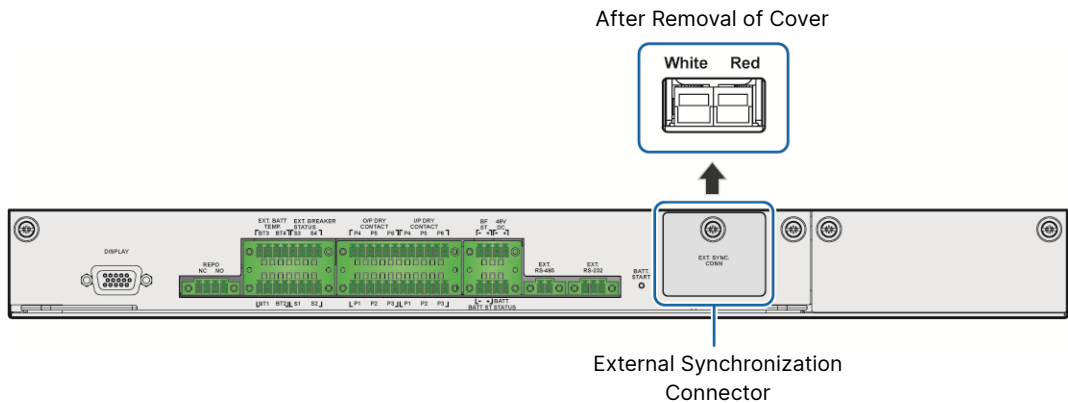 After Removal of Cover
White Red
DISPLAY
REPO
NC NO
EXT. BATT
TEMP.
BT3 BT4
EXT. BREAKER
STATUS
S3 S4
O/P DRY
CONTACT
P4 P5 P6
I/P DRY
CONTACT
P4 P5 P6
BF
ST
- +
48V
DC
- +
EXT.
RS-485
EXT.
RS-232
BATT.
START
EXT. SYNC.
CONN
BT1 BT2
S1 S2
P1 P2 P3
P1 P2 P3
- +
BATT ST
BATT
STATUS
External Synchronization
Connector